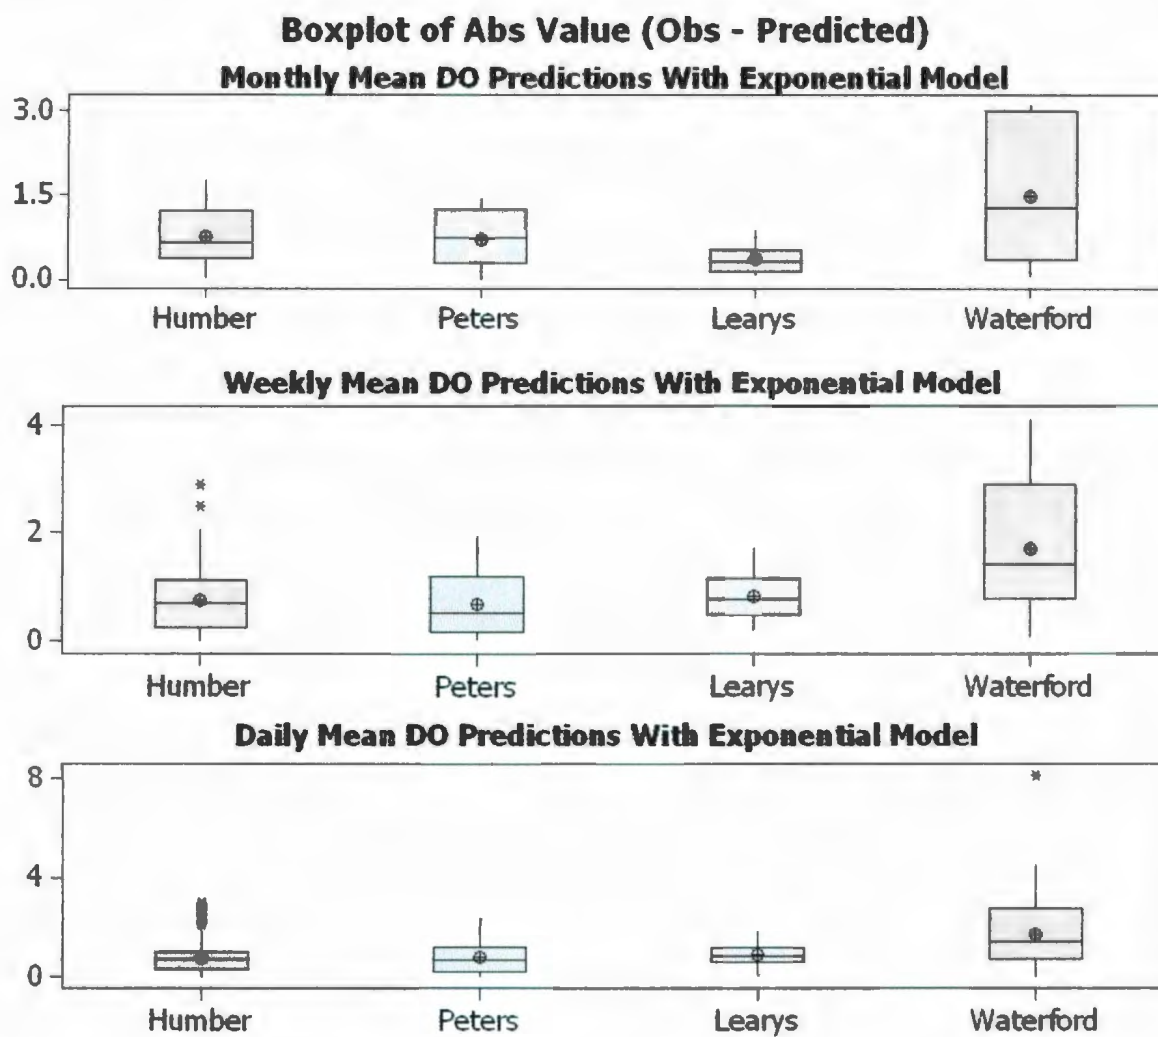 Boxplot of Abs Value (Obs - Predicted)
Monthly Mean DO Predictions With Exponential Model
3.0
1.5
0.0
Humber Peters Learys Waterford
Weekly Mean DO Predictions With Exponential Model
4
2
0
Humber Peters Learys Waterford
Daily Mean DO Predictions With Exponential Model
8
4
0
Humber Peters Learys Waterford